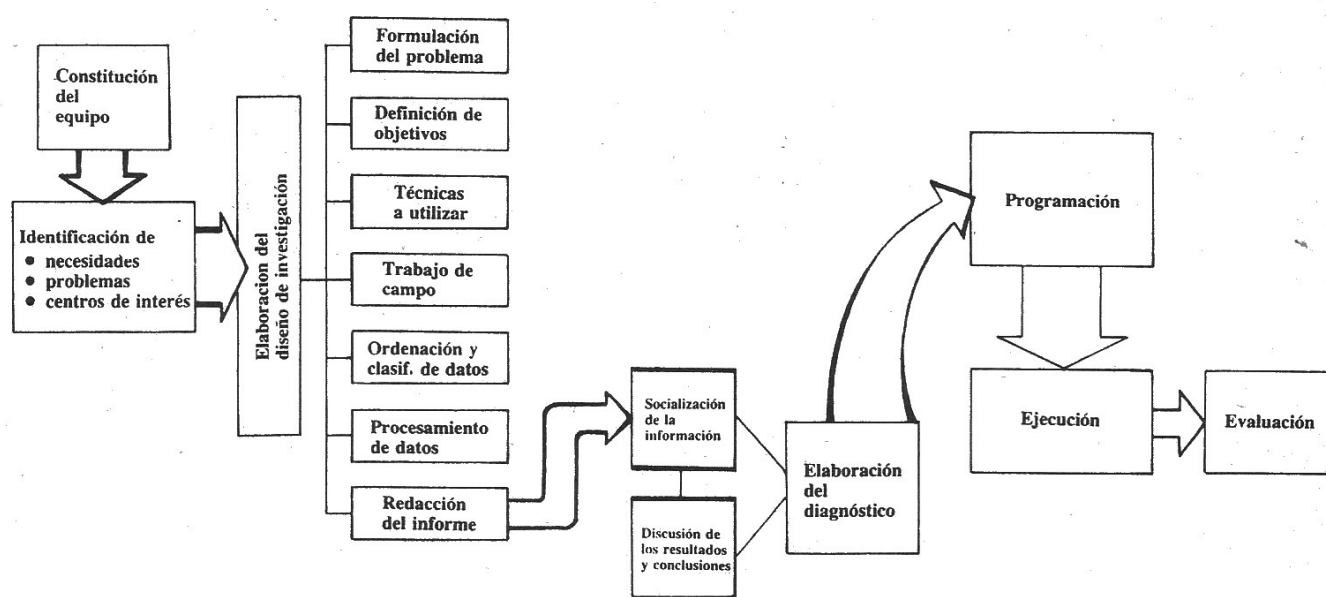 Constitución
del
equipo
Identificación de
● necesidades
● problemas
● centros de interés
Elaboracion del
diseño de investigación
Formulación
del problema
Definición de
objetivos
Técnicas
a utilizar
Trabajo de
campo
Ordenación y
clasif. de datos
Procesamiento
de datos
Redacción
del informe
Socialización
de la
información
Discusión de
los resultados
y conclusiones
Elaboración
del
diagnóstico
Programación
Ejecución
Evaluación